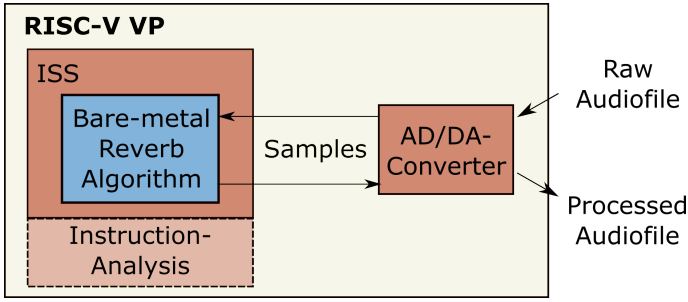 RISC-V VP
ISS
Bare-metal
Reverb
Algorithm
Instruction-
Analysis
Samples
AD/DA-
Converter
Raw
Audiofile
Processed
Audiofile